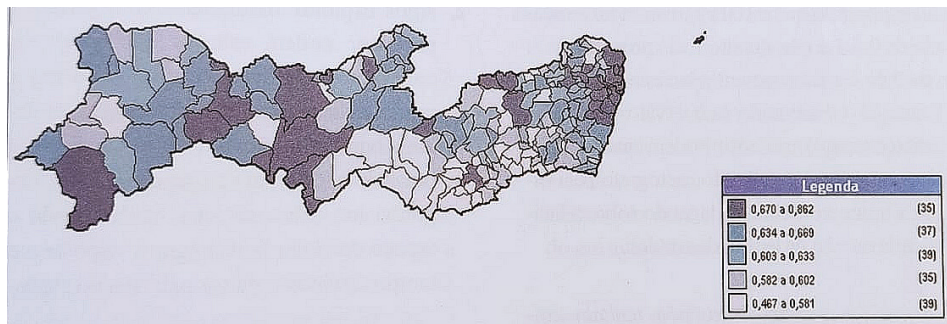 Legenda
0,670 a 0,862 (35)
0,634 a 0,669 (37)
0,603 a 0,633 (39)
0,582 a 0,602 (35)
0,467 a 0,581 (39)